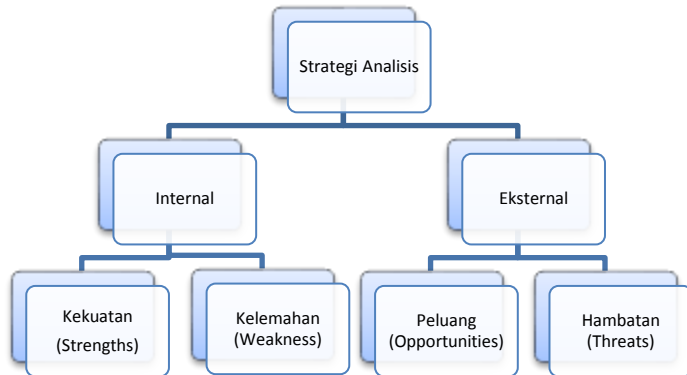 Strategi Analisis
Internal
Eksternal
Kekuatan
(Strengths)
Kelemahan
(Weakness)
Peluang
(Opportunities)
Hambatan
(Threats)